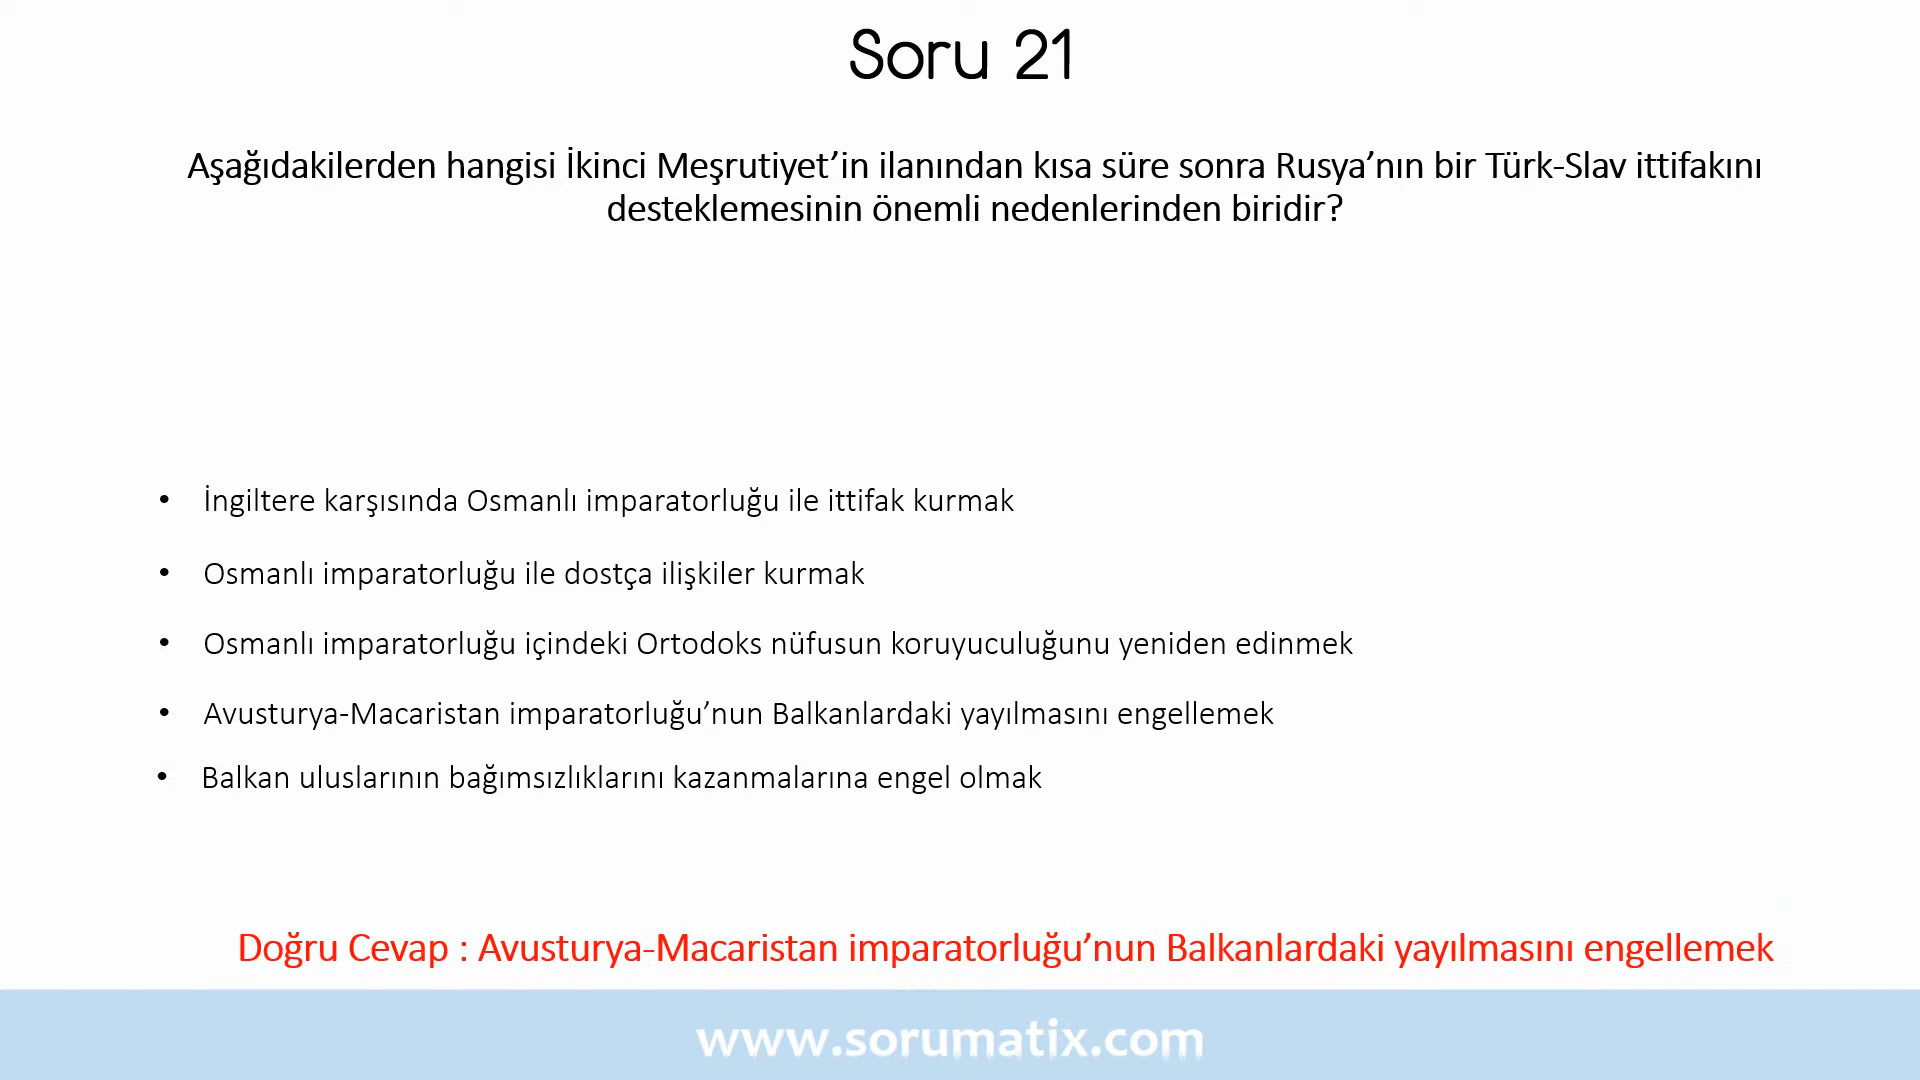 Soru 21
Aşağıdakilerden hangisi İkinci Meşrutiyet’in ilanından kısa süre sonra Rusya’nın bir Türk-Slav ittifakını
desteklemesinin önemli nedenlerinden biridir?
• İngiltere karşısında Osmanlı imparatorluğu ile ittifak kurmak
• Osmanlı imparatorluğu ile dostça ilişkiler kurmak
• Osmanlı imparatorluğu içindeki Ortodoks nüfusun koruyuculuğunu yeniden edinmek
• Avusturya-Macaristan imparatorluğu’nun Balkanlardaki yayılmasını engellemek
• Balkan uluslarının bağımsızlıklarını kazanmalarına engel olmak
Doğru Cevap : Avusturya-Macaristan imparatorluğu’nun Balkanlardaki yayılmasını engellemek
www.sorumatix.com